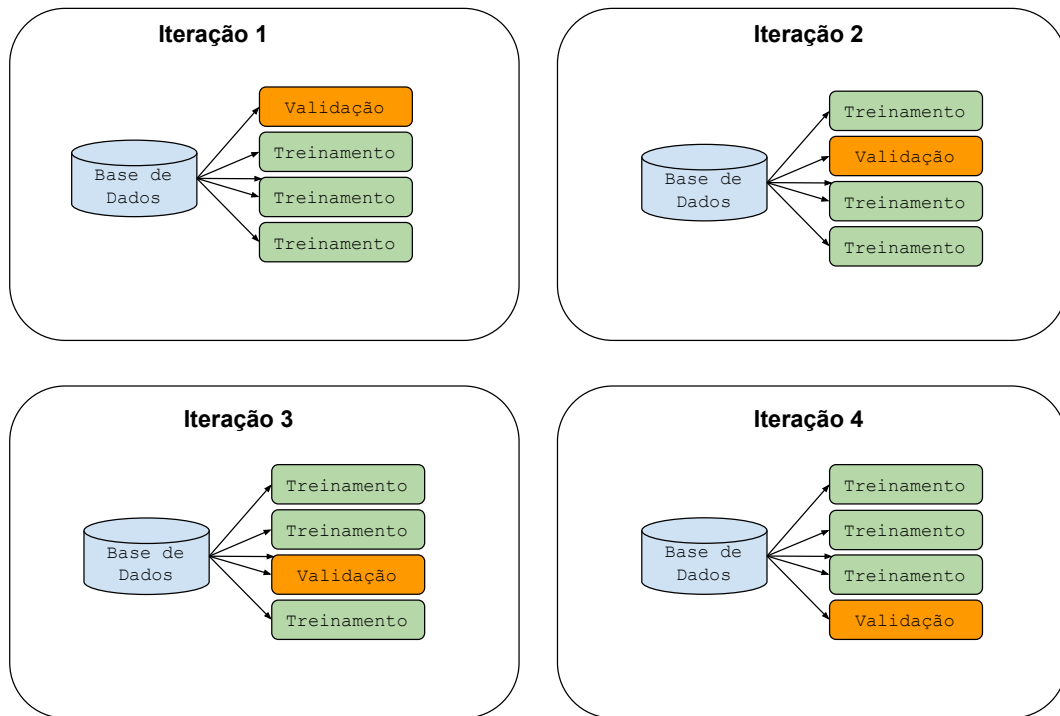 Iteração 1
Validação
Treinamento
Base de
Dados
Treinamento
Treinamento
Iteração 2
Treinamento
Validação
Base de
Dados
Treinamento
Treinamento
Iteração 3
Treinamento
Treinamento
Base de
Dados
Validação
Treinamento
Iteração 4
Treinamento
Treinamento
Base de
Dados
Treinamento
Validação